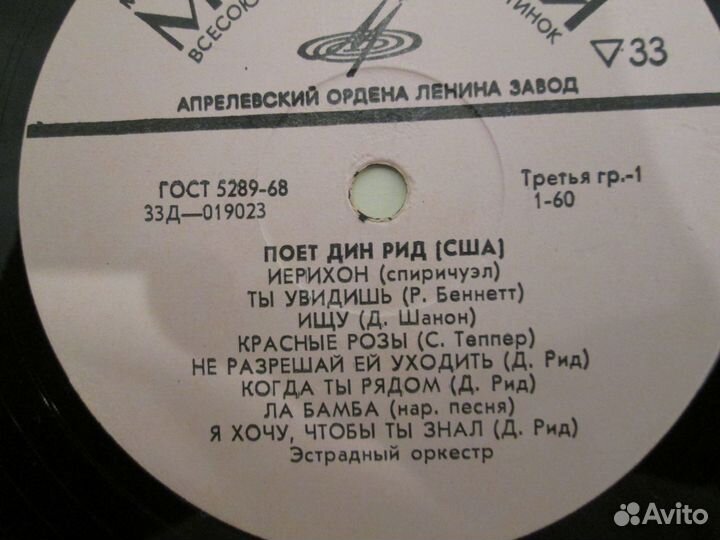 ▽33
АПРЕЛЕВСКИЙ ОРДЕНА ЛЕНИНА ЗАВОД
ГОСТ 5289-68
33Д—019023
Третья гр.-1
1-60
ПОЕТ ДИН РИД (США)
ИЕРИХОН (спиричуэл)
ТЫ УВИДИШЬ (Р. Беннетт)
ИЩУ (Д. Шанон)
КРАСНЫЕ РОЗЫ (С. Теппер)
НЕ РАЗРЕШАЙ ЕЙ УХОДИТЬ (Д. Рид)
КОГДА ТЫ РЯДОМ (Д. Рид)
ЛА БАМБА (нар. песня)
Я ХОЧУ, ЧТОБЫ ТЫ ЗНАЛ (Д. Рид)
Эстрадный оркестр
Avito